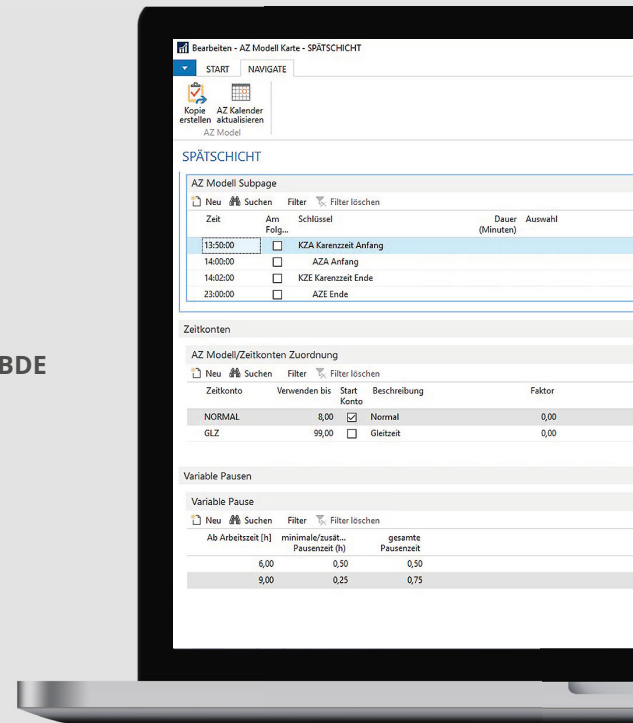 Bearbeiten - AZ Modell Karte - SPÄTSCHICHT
START NAVIGATE
Kopie erstellen AZ Kalender aktualisieren
AZ Model
SPÄTSCHICHT
AZ Modell Subpage
Neu Suchen Filter Filter löschen
Zeit Am Folg... Schlüssel Dauer (Minuten) Auswahl
13:50:00 KZA Karenzzeit Anfang
14:00:00 AZA Anfang
14:02:00 KZE Karenzzeit Ende
23:00:00 AZE Ende
Zeitkonten
BDE
AZ Modell/Zeitkonten Zuordnung
Neu Suchen Filter Filter löschen
Zeitkonto Verwenden bis Start Konto Beschreibung Faktor
NORMAL 8,00 Normal 0,00
GLZ 99,00 Gleitzeit 0,00
Variable Pausen
Variable Pause
Neu Suchen Filter Filter löschen
Ab Arbeitszeit [h] minimale/zusät... Pausenzeit (h) gesamte Pausenzeit
6,00 0,50 0,50
9,00 0,25 0,75